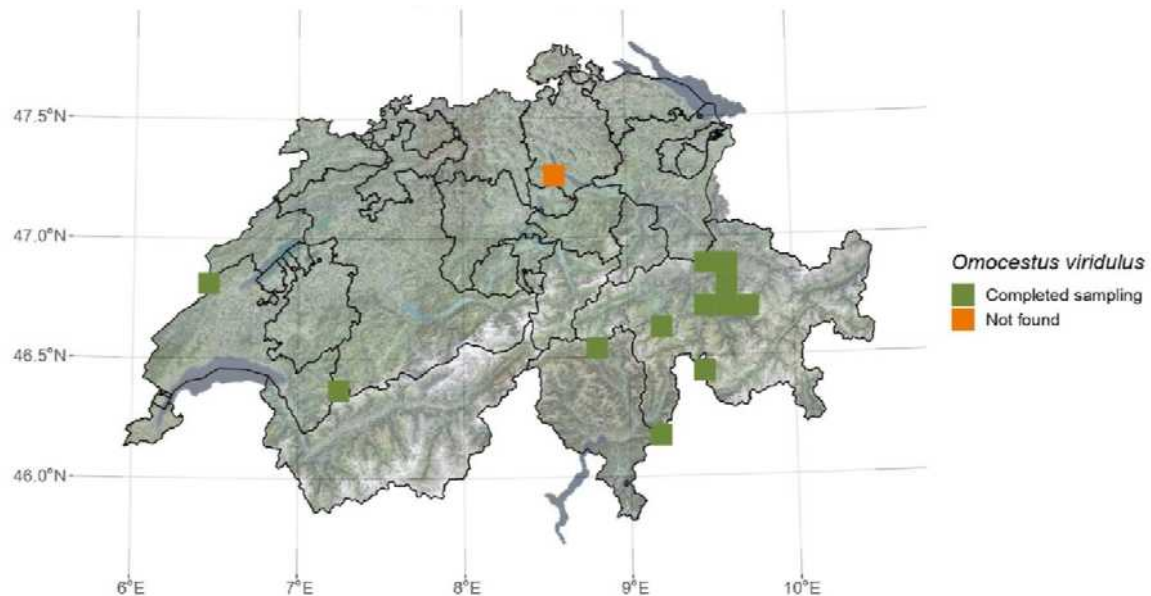 47.5°N
47.0°N
46.5°N
46.0°N
6°E 7°E 8°E 9°E 10°E
Omocestus viridulus
Completed sampling
Not found